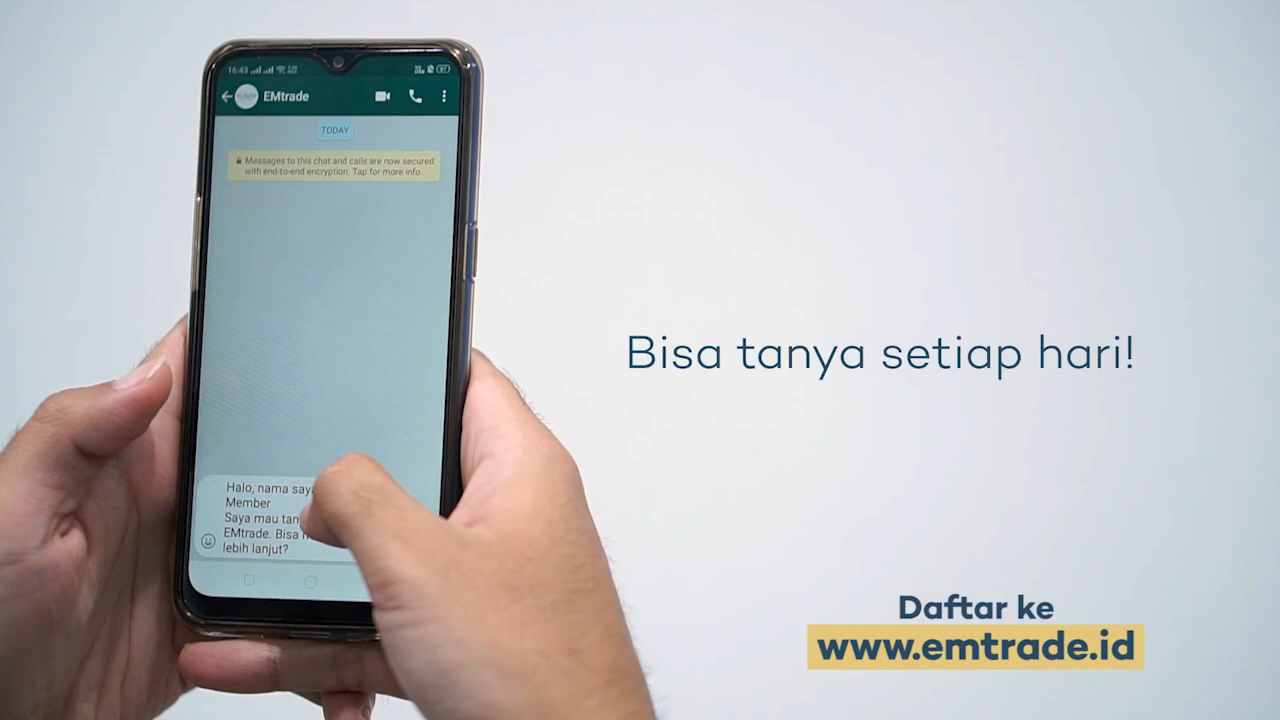 16:43
EMtrade
TODAY
Messages to this chat and calls are now secured
with end-to-end encryption. Tap for more info.
Halo, nama saya
Member
Saya mau
EMtrade. Bisa
lebih lanjut?
Bisa tanya setiap hari!
Daftar ke
www.emtrade.id